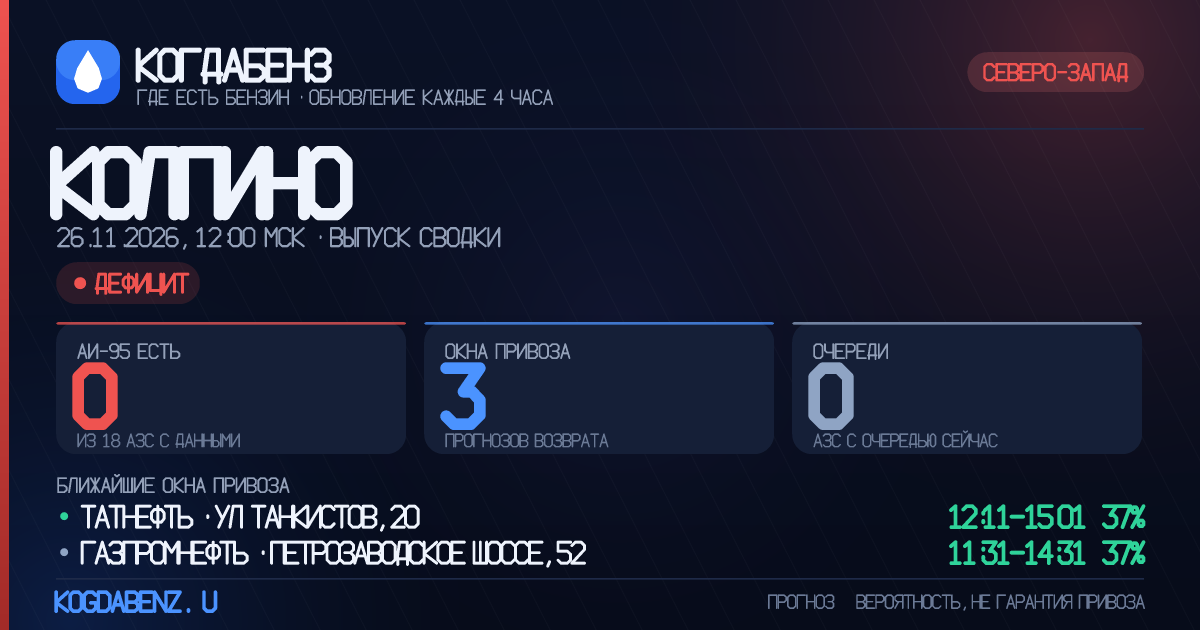 КОГДАБЕНЗ
ГДЕ ЕСТЬ БЕНЗИН · ОБНОВЛЕНИЕ КАЖДЫЕ 4 ЧАСА
СЕВЕРО-ЗАПАД
КОЛПИНО
26.11 2026, 12:00 МСК · ВЫПУСК СВОДКИ
• ДЕФИЦИТ
АИ-95 ЕСТЬ
0
ИЗ 18 АЗС С ДАННЫМИ
ОКНА ПРИВОЗА
3
ПРОГНОЗОВ ВОЗВРАТА
ОЧЕРЕДИ
0
АЗС С ОЧЕРЕДЬЮ СЕЙЧАС
БЛИЖАЙШИЕ ОКНА ПРИВОЗА
• ТАТНЕФТЬ · УЛ ТАНКИСТОВ, 20 12:11–15 01 37%
• ГАЗПРОМНЕФТЬ · ПЕТРОЗАВОДСКОЕ ШОССЕ, 52 11:31–14:31 37%
KOGDABENZ. U
ПРОГНОЗ ВЕРОЯТНОСТЬ, НЕ ГАРАНТИЯ ПРИВОЗА